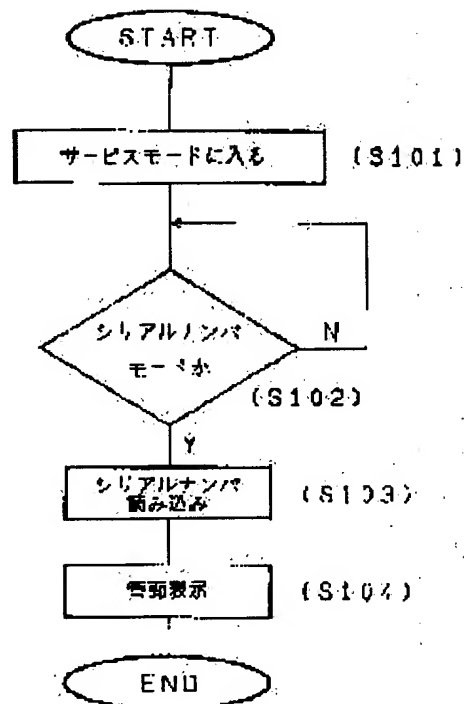 START
サービスモードに入る
(S101)
シリアルナンバ
モードか
N
(S102)
Y
シリアルナンバ
読み込み
(S103)
(S104)
END